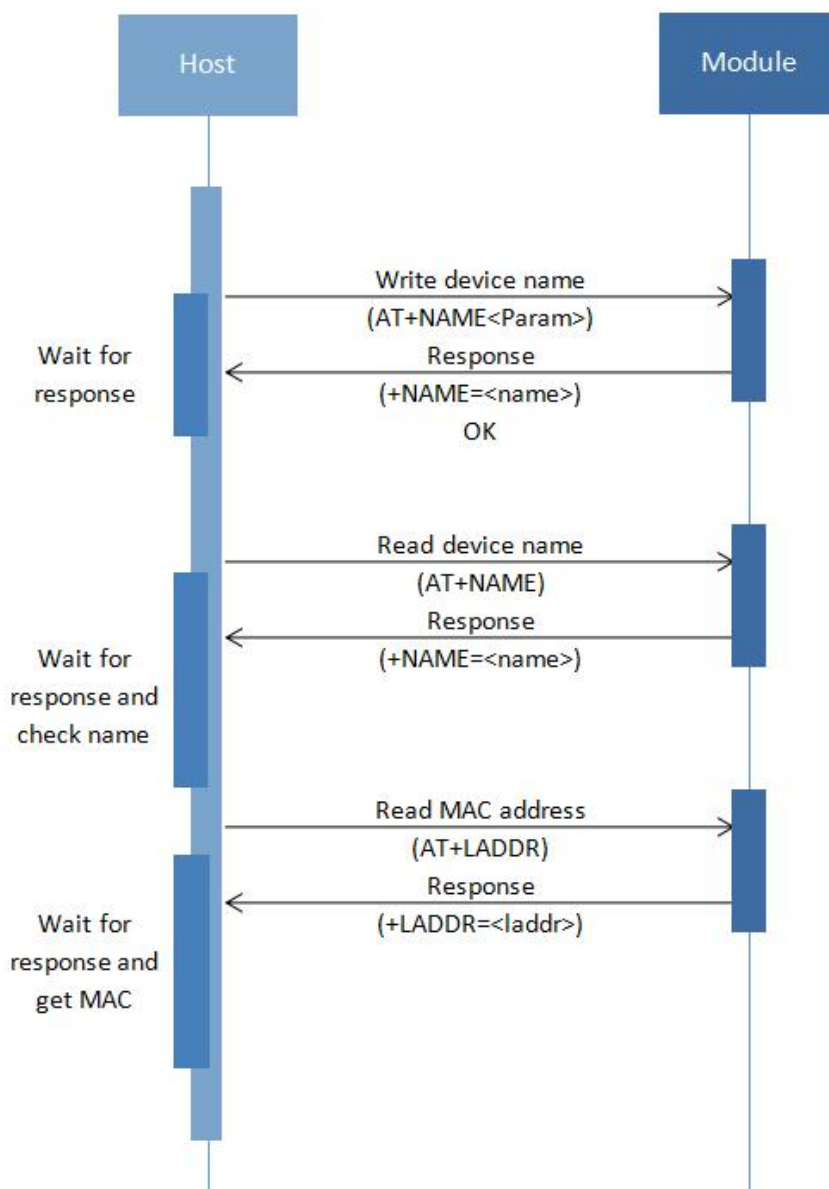 Host
Module
Write device name
(AT+NAME<Param>)
Wait for
response
Response
(+NAME=<name>)
OK
Read device name
(AT+NAME)
Response
(+NAME=<name>)
Wait for
response and
check name
Read MAC address
(AT+LADDR)
Response
(+LADDR=<laddr>)
Wait for
response and
get MAC